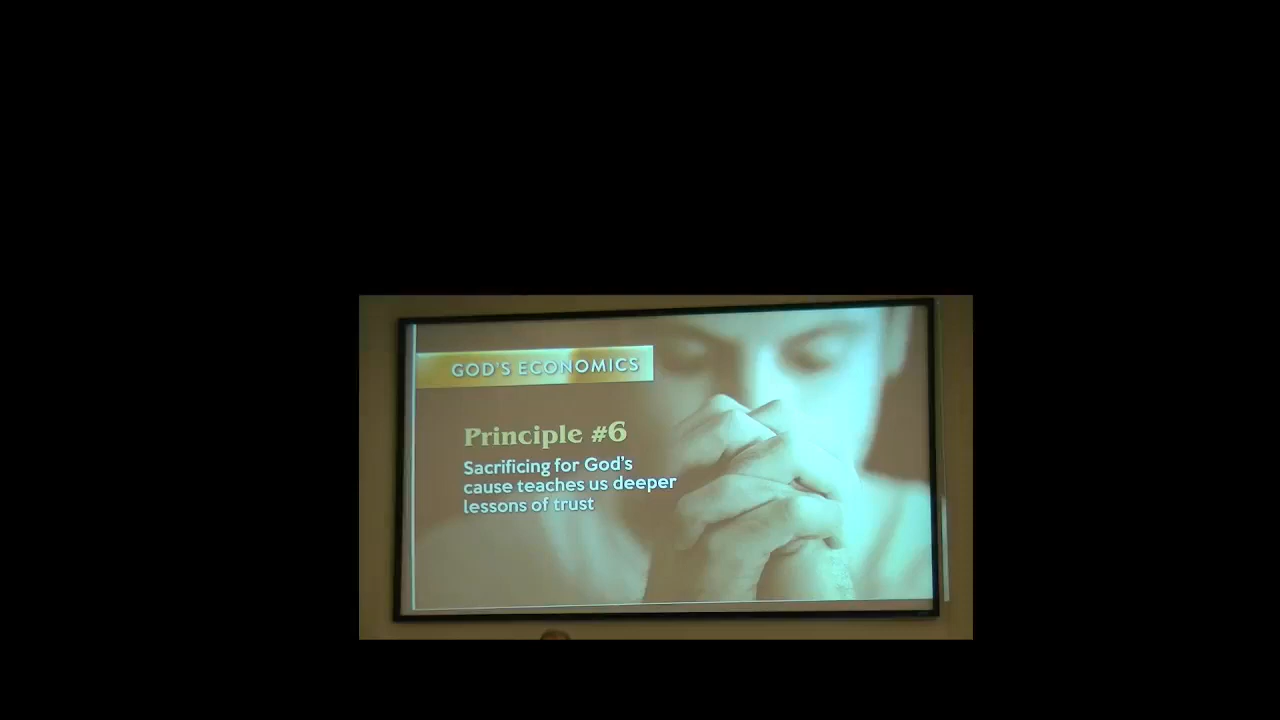 GOD'S ECONOMICS
Principle #6
Sacrificing for God's
cause teaches us deeper
lessons of trust